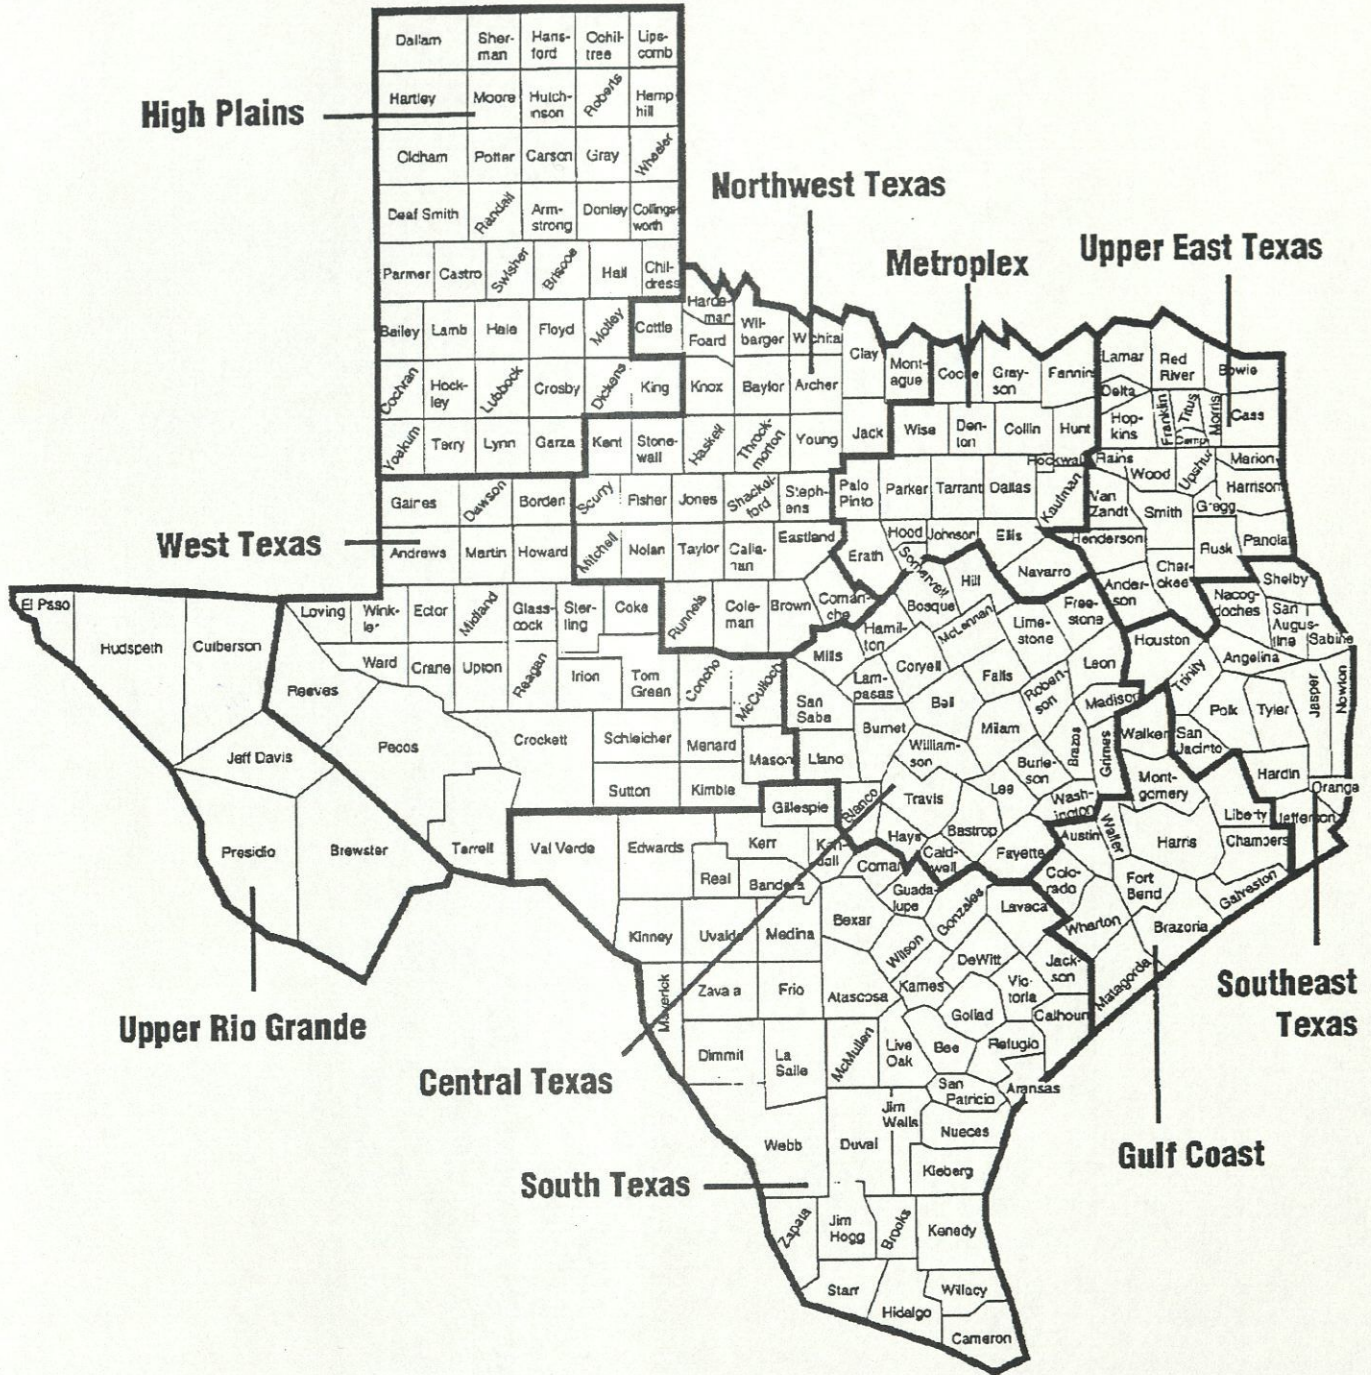 Dallam
Sher-
man
Hans-
ford
Ochil-
tree
Lips-
comb
High Plains
Hartley
Moore
Hutch-
inson
Roberts
Hemp
hill
Oldham
Potter
Carson
Gray
Wheeler
Deaf Smith
Randall
Arm-
strong
Donley
Collings-
worth
Northwest Texas
Metroplex
Upper East Texas
Parmer
Castro
Swisher
Briscoe
Hall
Chil-
dress
Bailey
Lamb
Hale
Floyd
Motley
Cottle
Harde-
mar
Foard
Wil-
barger
Wichita
Clay
Mont-
ague
Cooke
Gray-
son
Fannin
Lamar
Red
River
Bowie
Cochran
Hock-
ley
Lubbock
Crosby
Dickens
King
Knox
Baylor
Archer
Delta
Hop-
kins
Franklin
Titus
Camp
Morris
Cass
Yoakum
Terry
Lynn
Garza
Kent
Stone-
wall
Haskell
Throck-
morton
Young
Jack
Wise
Den-
ton
Collin
Hunt
Rockwall
Rains
Wood
Upshur
Marion
Harrison
Gaines
Dawson
Borden
Scurry
Fisher
Jones
Shackel-
ford
Steph-
ens
Palo
Pinto
Parker
Tarrant
Dallas
Kaufman
Van
Zandt
Smith
Gregg
West Texas
Andrews
Martin
Howard
Mitchell
Nolan
Taylor
Calla-
han
Eastland
Erath
Hood
Somervell
Johnson
Ellis
Henderson
Rusk
Panola
El Paso
Hudspeth
Culberson
Loving
Wink-
ler
Ector
Midland
Glass-
cock
Ster-
ling
Coke
Runnels
Cole-
man
Brown
Coman-
che
Bosque
Hill
Navarro
Free-
stone
Ander-
son
Cher-
okee
Nacog-
doches
Shelby
San
Augus-
tine
Sabine
Reeves
Ward
Crane
Upton
Reagan
Irion
Tom
Green
Concho
McCulloch
Mills
Hamil-
ton
McLennan
Lime-
stone
Leon
Houston
Trinity
Angelina
Jeff Davis
Pecos
Crockett
Schleicher
Menard
Mason
San
Saba
Lam-
pasas
Coryell
Bell
Falls
Rober-
son
Madison
Walker
Polk
Tyler
Jasper
Newton
Sutton
Kimble
Llano
Burnet
William-
son
Milam
Burle-
son
Brazos
Grimes
San
Jacinto
Hardin
Orange
Presidio
Brewster
Terrell
Val Verde
Edwards
Gillespie
Blanco
Travis
Lee
Wash-
ington
Mont-
gomery
Liberty
Jefferson
Kerr
Real
Bandera
Ken-
dall
Comal
Hays
Cald-
well
Bastrop
Fayette
Austin
Waller
Harris
Chambers
Kinney
Uvalde
Medina
Bexar
Guada-
lupe
Gonzales
Lavaca
Colo-
rado
Fort
Bend
Galveston
Maverick
Zavala
Frio
Atascosa
Wilson
Karnes
DeWitt
Vic-
toria
Jack-
son
Wharton
Matagorda
Brazoria
Southeast
Texas
Upper Rio Grande
Dimmit
La
Salle
McMullen
Live
Oak
Bee
Goliad
Refugio
Calhoun
Central Texas
San
Patricio
Aransas
Webb
Duval
Jim
Wells
Nueces
Kleberg
Gulf Coast
South Texas
Zapata
Jim
Hogg
Brooks
Kenedy
Starr
Hidalgo
Willacy
Cameron